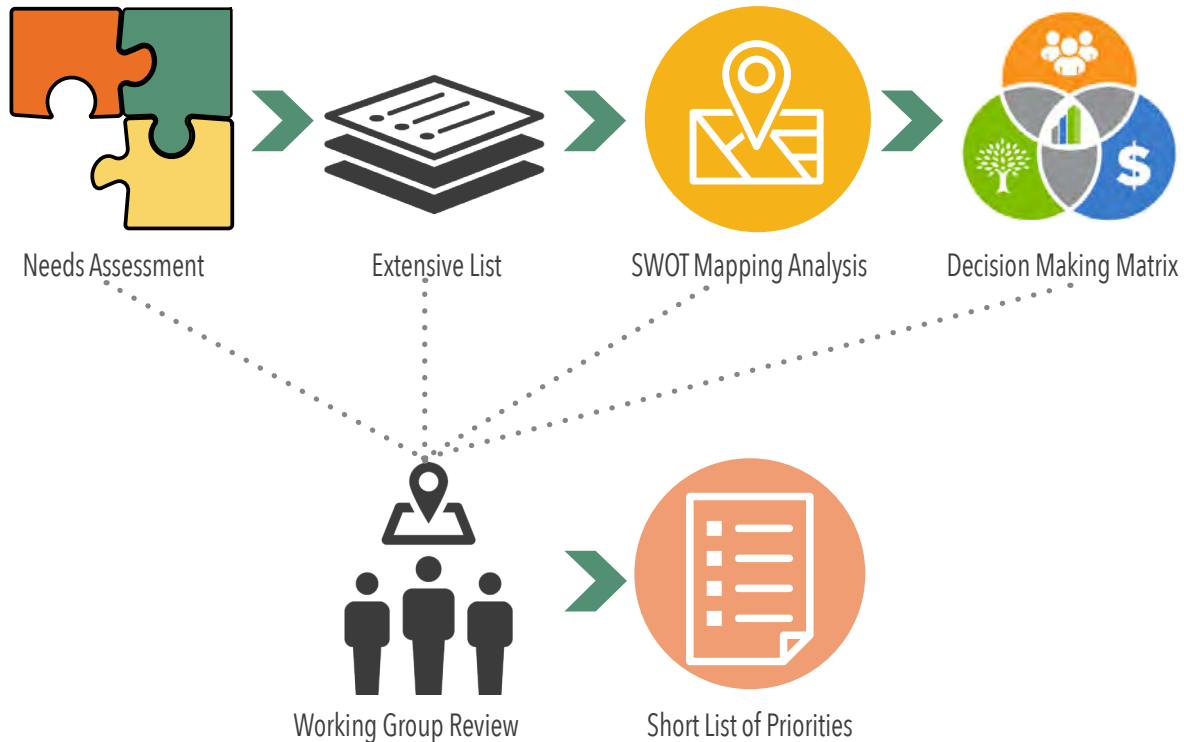 $
Needs Assessment
Extensive List
SWOT Mapping Analysis
Decision Making Matrix
Working Group Review
Short List of Priorities